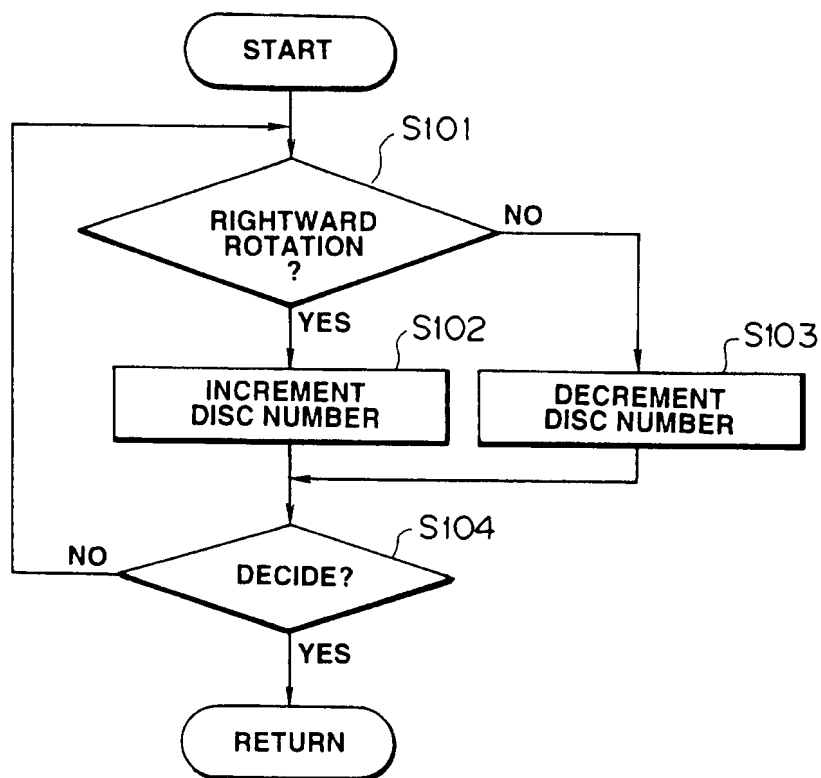 START
S101
RIGHTWARD
ROTATION
?
NO
YES
S102
INCREMENT
DISC NUMBER
S103
DECREMENT
DISC NUMBER
S104
DECIDE?
NO
YES
RETURN